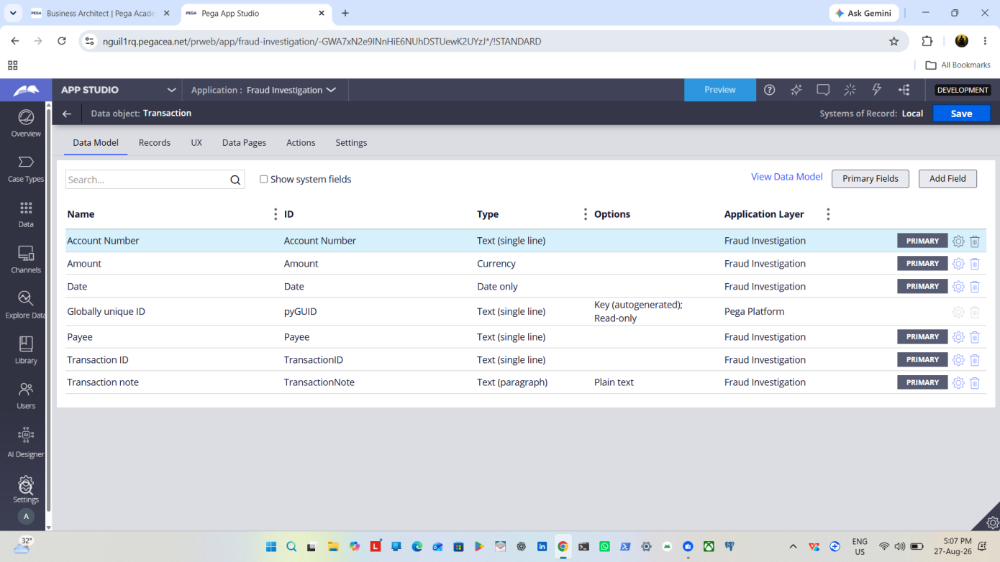 PEGA Business Architect | Pega Acade
PEGA Pega App Studio
Ask Gemini
nguil1rq.pegacea.net/prweb/app/fraud-investigation/-GWA7xN2e9INnHiE6NUhDSTUewK2UYzJ*/!STANDARD
All Bookmarks
APP STUDIO
Application : Fraud Investigation
Preview
DEVELOPMENT
Data object: Transaction
Systems of Record: Local
Save
Overview
Case Types
Data
Channels
Explore Data
Library
Users
AI
AI Designer
Settings
A
Data Model Records UX Data Pages Actions Settings
Search...
Show system fields
View Data Model
Primary Fields
Add Field
Name ID Type Options Application Layer
Account Number Account Number Text (single line) Fraud Investigation PRIMARY
Amount Amount Currency Fraud Investigation PRIMARY
Date Date Date only Fraud Investigation PRIMARY
Globally unique ID pyGUID Text (single line) Key (autogenerated); Pega Platform
Read-only
Payee Payee Text (single line) Fraud Investigation PRIMARY
Transaction ID TransactionID Text (single line) Fraud Investigation PRIMARY
Transaction note TransactionNote Text (paragraph) Plain text Fraud Investigation PRIMARY
32°
ENG
US
5:07 PM
27-Aug-26